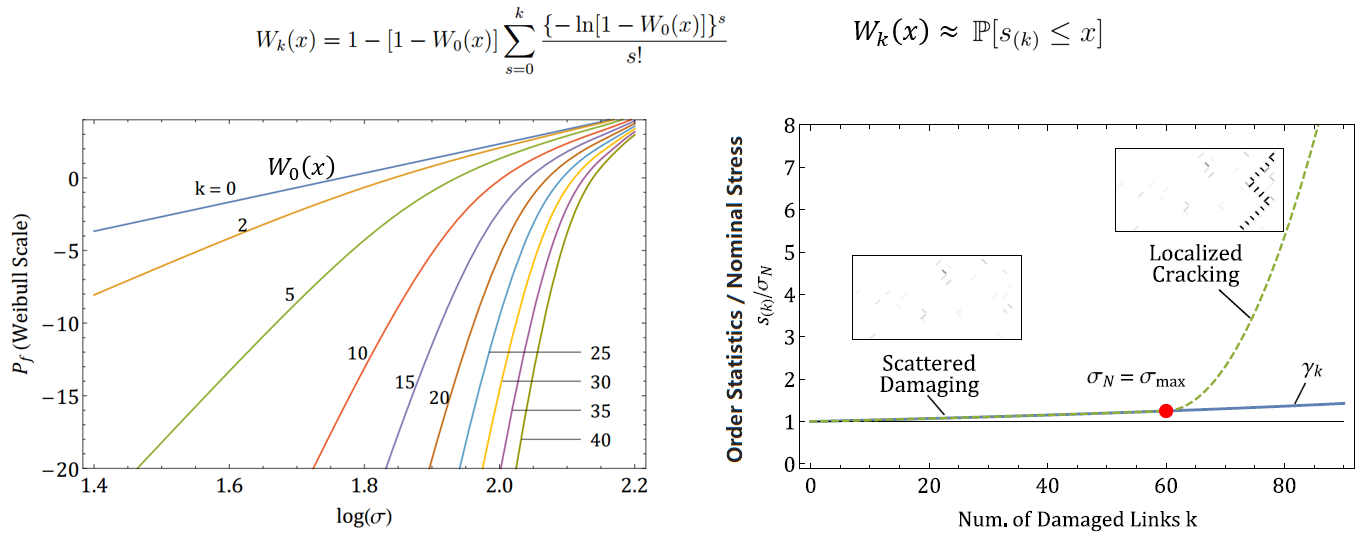 W_k(x) = 1 − [1 − W_0(x)] \sum_{s=0}^{k} \frac{\{− ln[1 − W_0(x)]\}^s}{s!}
W_k(x) ≈ ℙ[s_{(k)} ≤ x]
P_f (Weibull Scale)
0
−5
−10
−15
−20
W_0(x)
k = 0
2
5
10
15
20
25
30
35
40
1.4
1.6
1.8
2.0
2.2
log(σ)
Order Statistics / Nominal Stress
s_{(k)}/σ_N
8
7
6
5
4
3
2
1
0
Localized
Cracking
Scattered
Damaging
σ_N = σ_max
γ_k
0
20
40
60
80
Num. of Damaged Links k